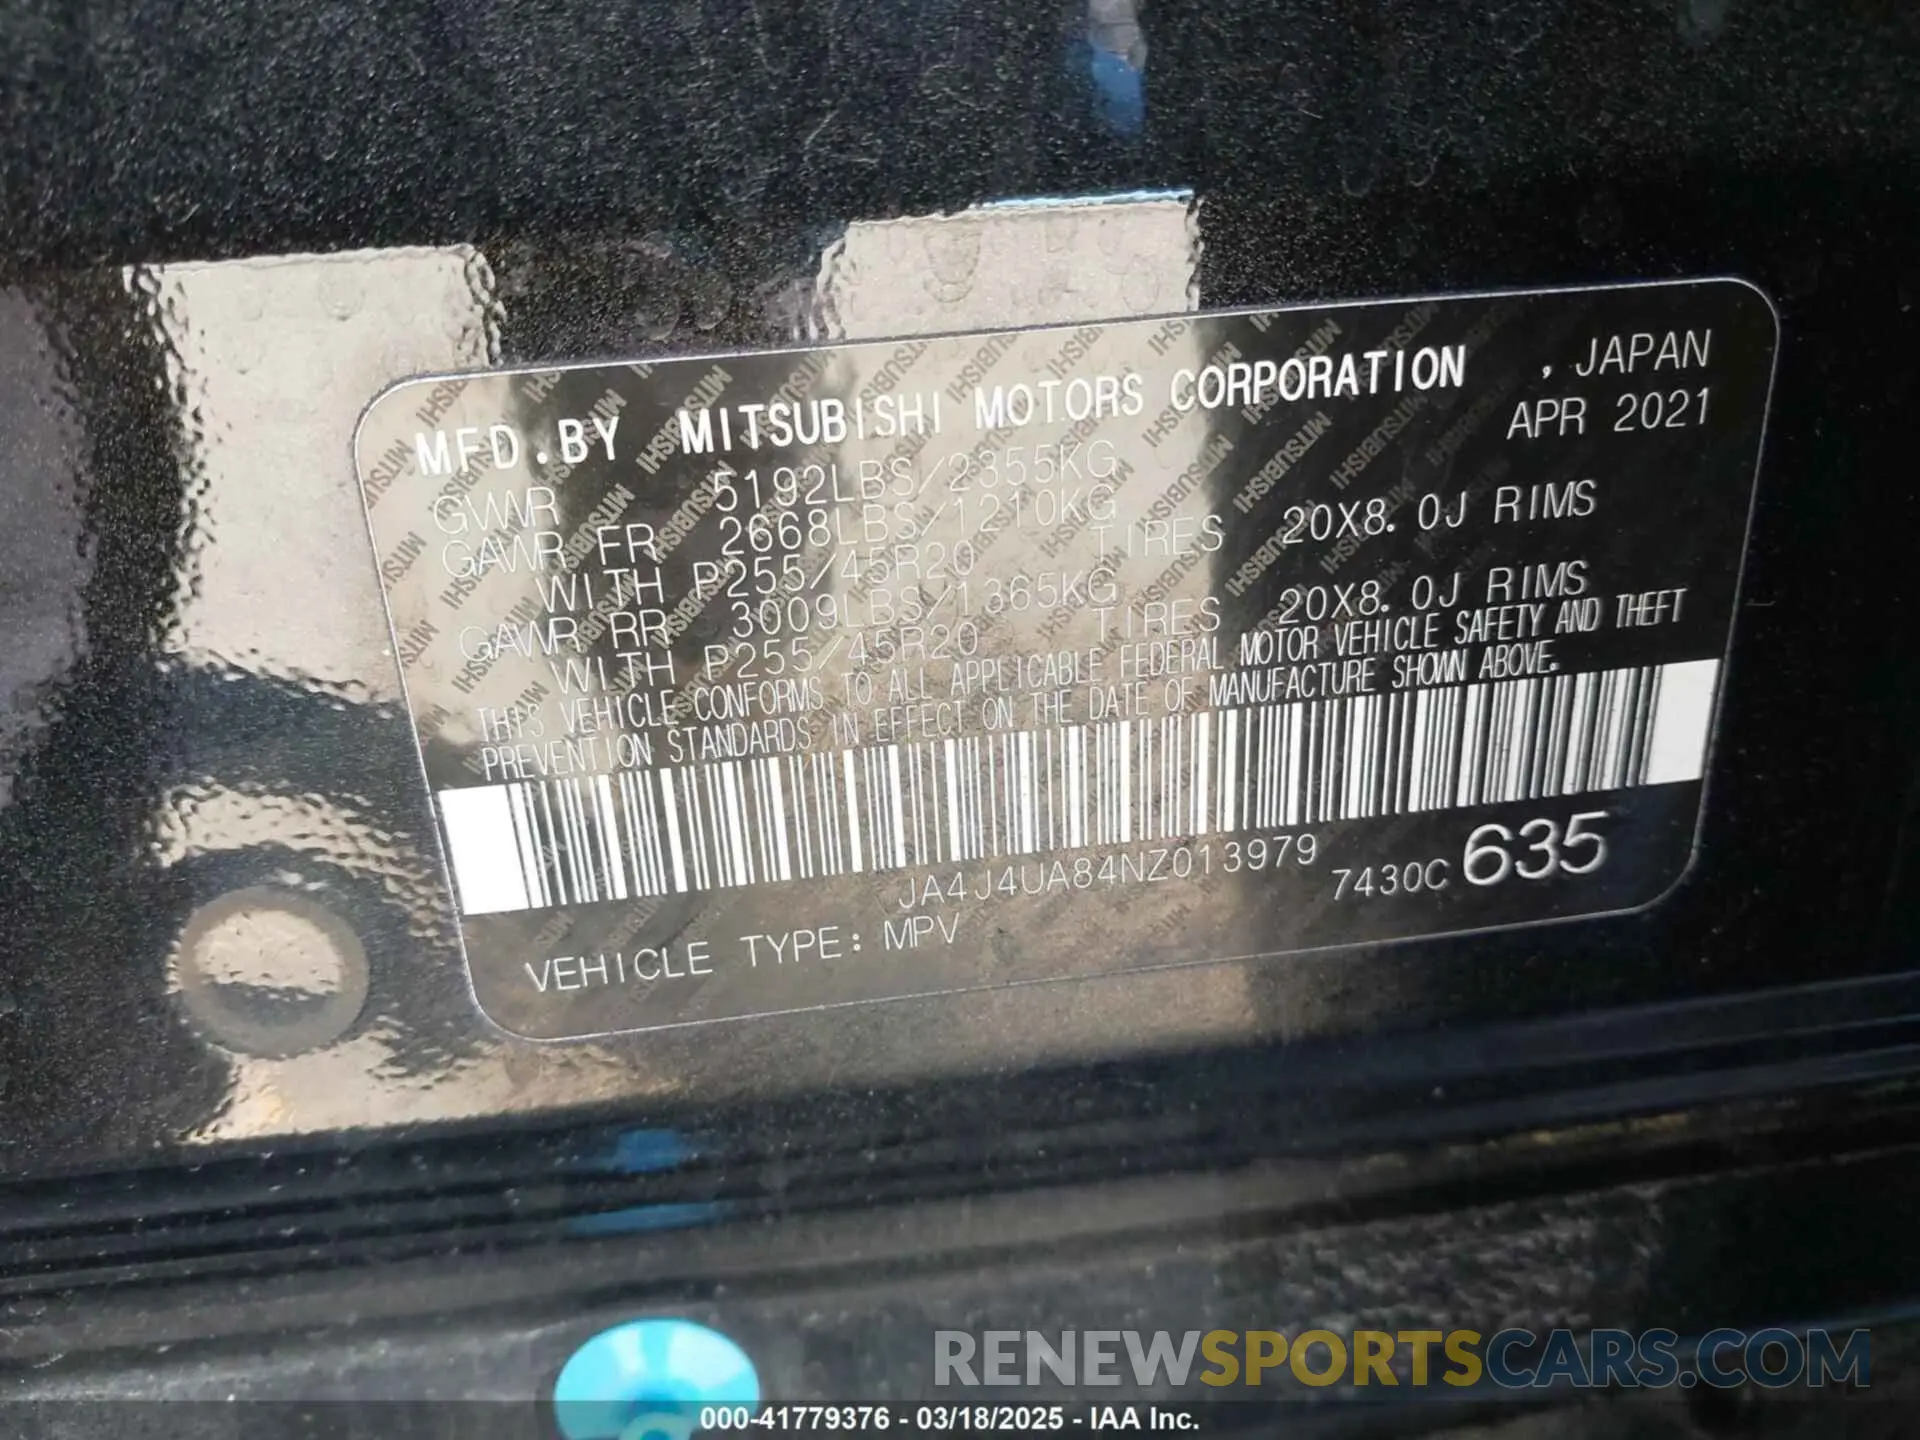 MFD.BY MITSUBISHI MOTORS CORPORATION , JAPAN
APR 2021
GVWR 5192LBS/2355KG
GAWR FR 2668LBS/1210KG
WITH P255/45R20 TIRES 20X8.0J RIMS
GAWR RR 3009LBS/1365KG
WITH P255/45R20 TIRES 20X8.0J RIMS
THIS VEHICLE CONFORMS TO ALL APPLICABLE FEDERAL MOTOR VEHICLE SAFETY AND THEFT
PREVENTION STANDARDS IN EFFECT ON THE DATE OF MANUFACTURE SHOWN ABOVE.
JA4J4UA84NZ013979 7430C 635
VEHICLE TYPE: MPV
RENEWSPORTSCARS.COM
000-41779376 - 03/18/2025 - IAA Inc.